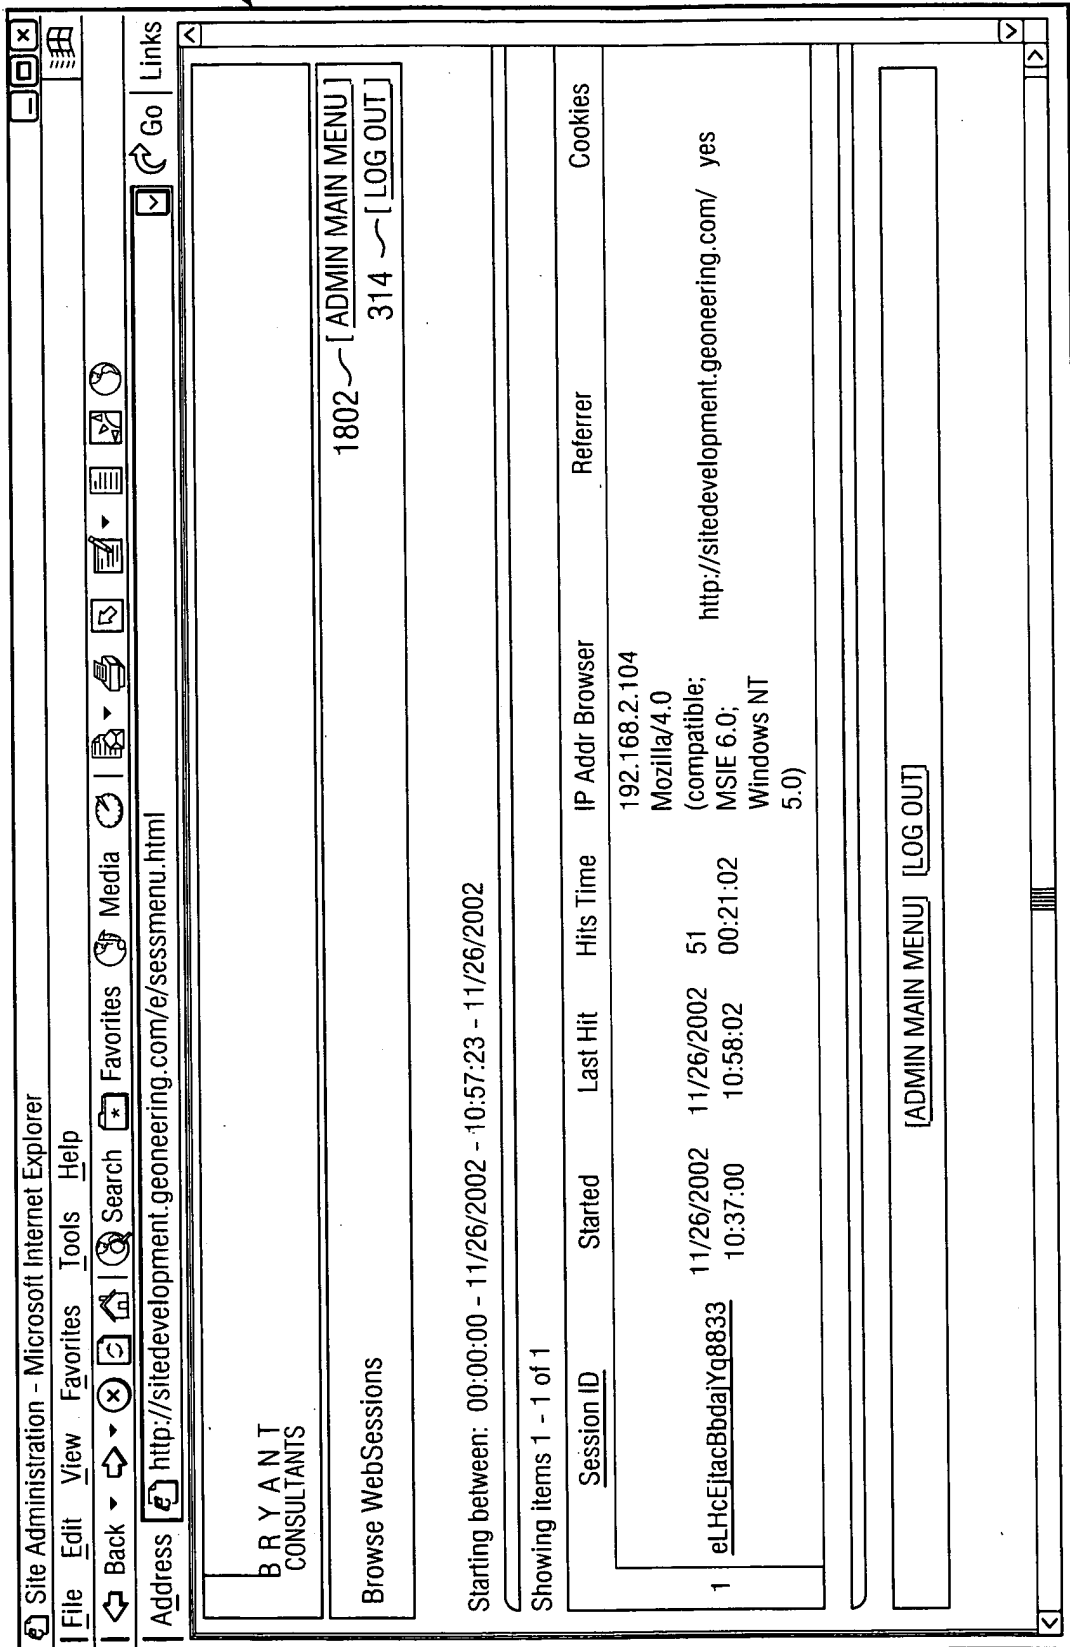 Site Administration - Microsoft Internet Explorer
File Edit View Favorites Tools Help
Back Search Favorites Media
Address http://sitedevelopment.geoneering.com/e/sessmenu.html Go Links
BRYANT
CONSULTANTS
Browse WebSessions
1802 [ADMIN MAIN MENU]
314 [LOG OUT]
Starting between: 00:00:00 - 11/26/2002 - 10:57:23 - 11/26/2002
Showing items 1 - 1 of 1
Session ID Started Last Hit Hits Time IP Addr Browser Referrer Cookies
192.168.2.104
Mozilla/4.0
11/26/2002 11/26/2002 51 (compatible;
1 eLHcEjtacBbdajYq8833 10:37:00 10:58:02 00:21:02 MSIE 6.0; http://sitedevelopment.geoneering.com/ yes
Windows NT
5.0)
[ADMIN MAIN MENU] [LOG OUT]